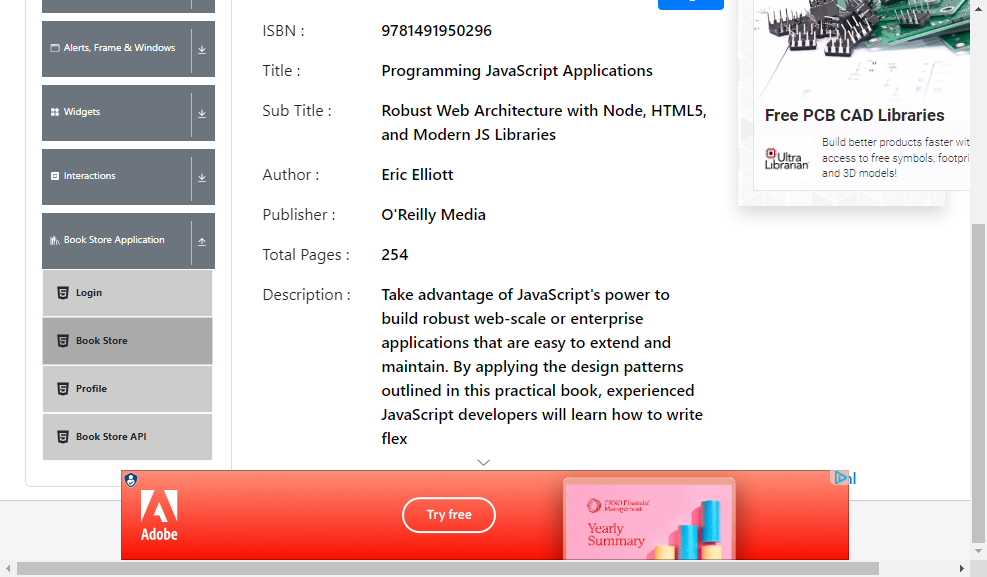 Alerts, Frame & Windows
Widgets
Interactions
Book Store Application
Login
Book Store
Profile
Book Store API
ISBN :
9781491950296
Title :
Programming JavaScript Applications
Sub Title :
Robust Web Architecture with Node, HTML5,
and Modern JS Libraries
Author :
Eric Elliott
Publisher :
O'Reilly Media
Total Pages :
254
Description :
Take advantage of JavaScript's power to
build robust web-scale or enterprise
applications that are easy to extend and
maintain. By applying the design patterns
outlined in this practical book, experienced
JavaScript developers will learn how to write
flex
Free PCB CAD Libraries
Ultra
Librarian
Build better products faster wit
access to free symbols, footpri
and 3D models!
Adobe
Try free
Financial
Management
Yearly
Summary